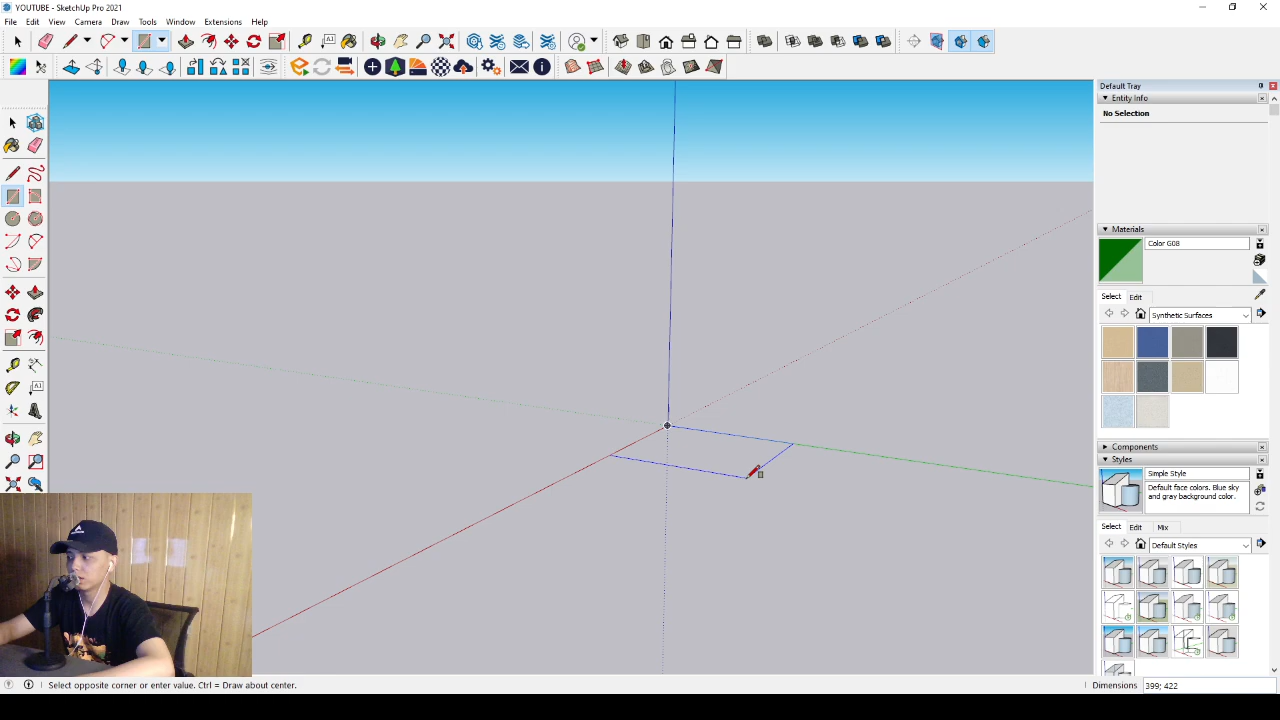 YOUTUBE - SketchUp Pro 2021
File Edit View Camera Draw Tools Window Extensions Help
Default Tray
Entity Info
No Selection
Materials
Color G08
Select Edit
Synthetic Surfaces
Components
Styles
Simple Style
Default face colors. Blue sky
and gray background color.
Select Edit Mix
Default Styles
Select opposite corner or enter value. Ctrl = Draw about center.
Dimensions 399; 422